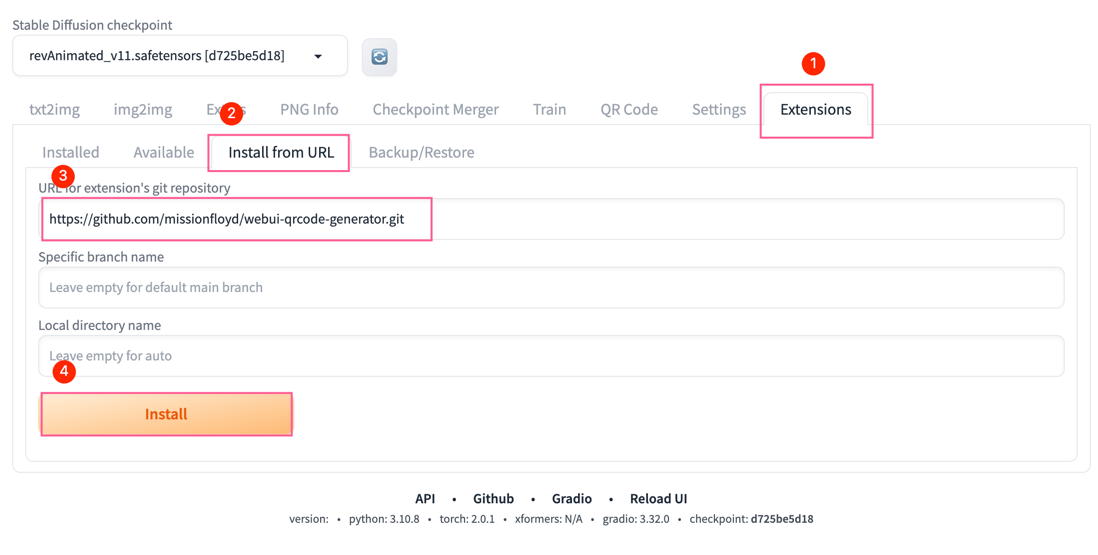 Stable Diffusion checkpoint
revAnimated_v11.safetensors [d725be5d18]
1
txt2img img2img 2 PNG Info Checkpoint Merger Train QR Code Settings Extensions
Installed Available Install from URL Backup/Restore
3
URL for extension's git repository
https://github.com/missionfloyd/webui-qrcode-generator.git
Specific branch name
Leave empty for default main branch
Local directory name
Leave empty for auto
4
Install
API • Github • Gradio • Reload UI
version: • python: 3.10.8 • torch: 2.0.1 • xformers: N/A • gradio: 3.32.0 • checkpoint: d725be5d18